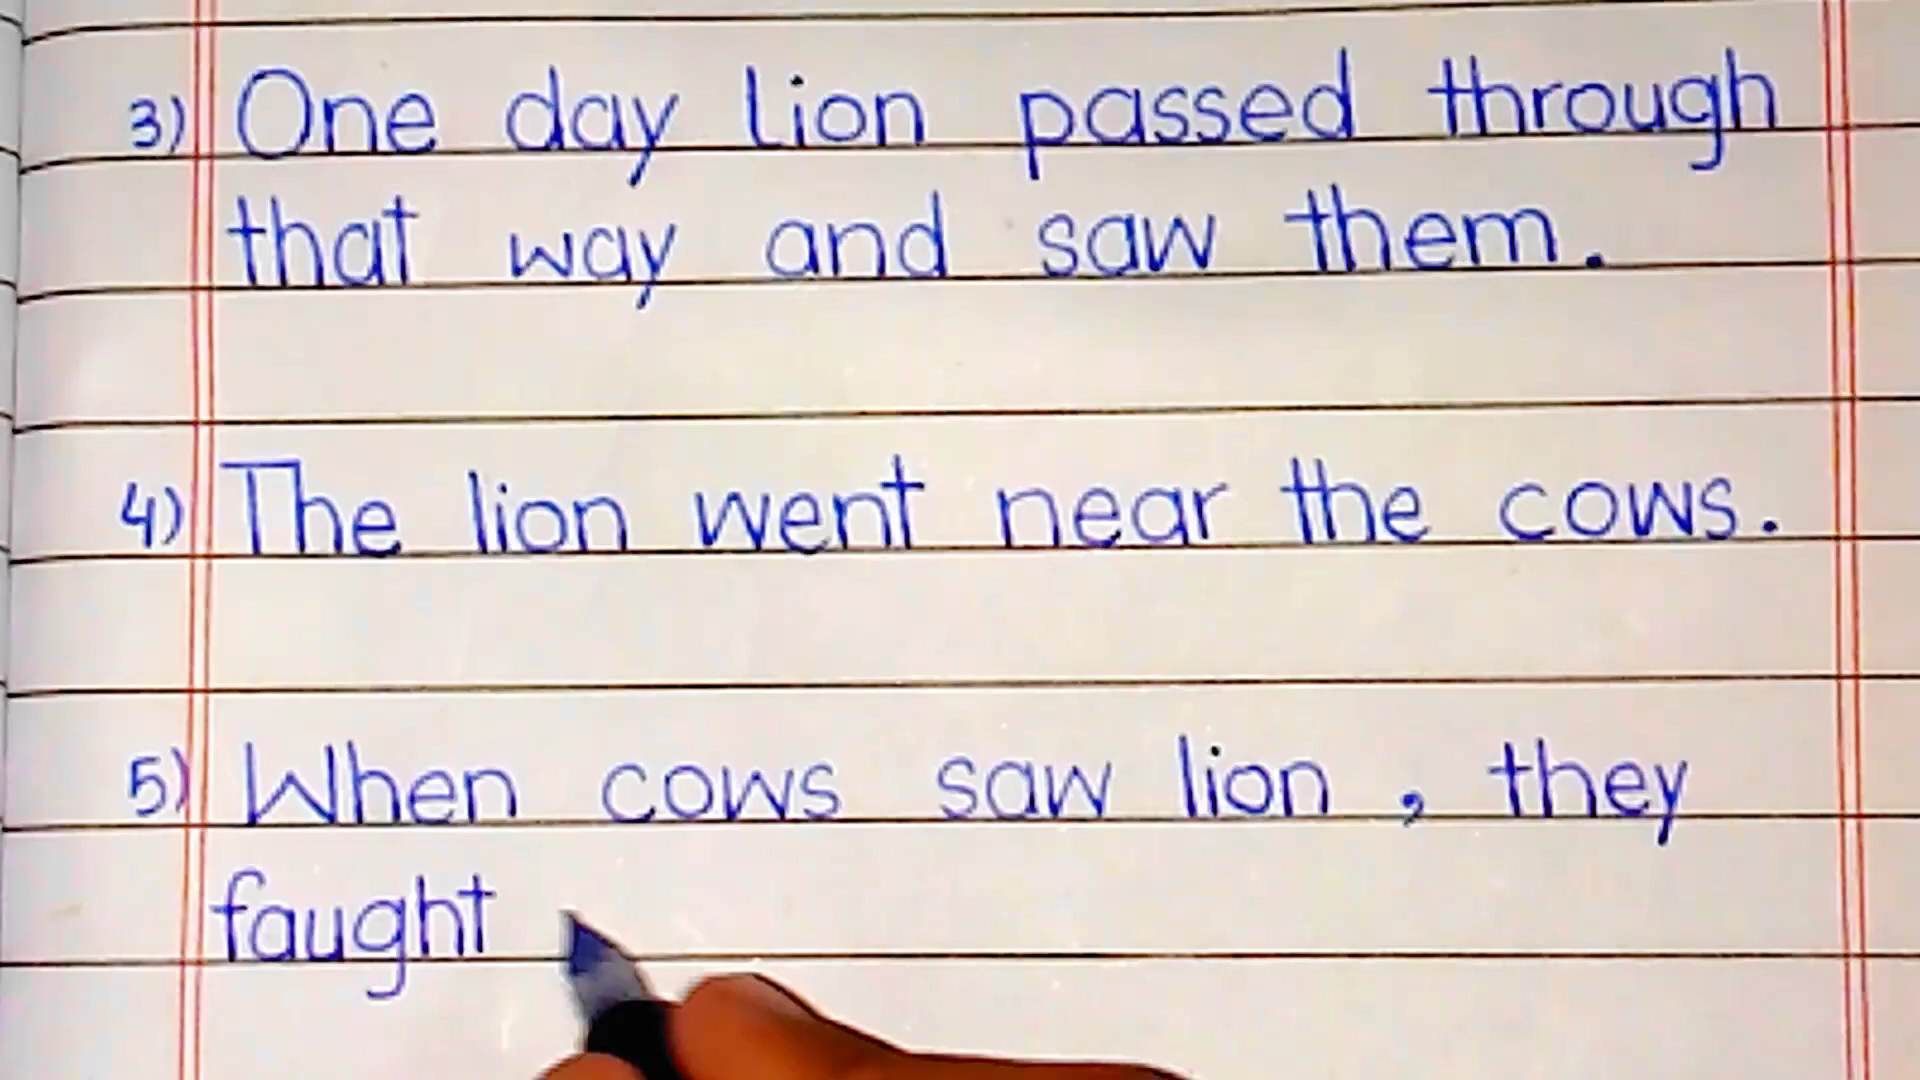 3) One day lion passed through
that way and saw them.
4) The lion went near the cows.
5) When cows saw lion, they
faught